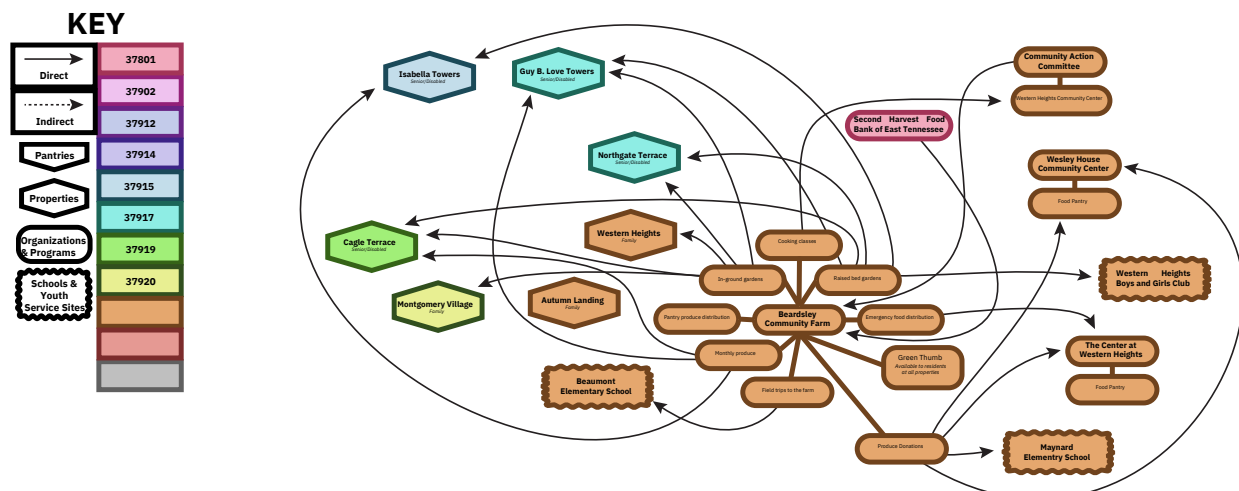 KEY
Direct
Indirect
Pantries
Properties
Organizations
& Programs
Schools &
Youth
Service Sites
37801
37902
37912
37914
37915
37917
37919
37920
Isabella Towers
Senior/Disabled
Guy B. Love Towers
Senior/Disabled
Northgate Terrace
Senior/Disabled
Western Heights
Family
Cagle Terrace
Senior/Disabled
Montgomery Village
Family
Autumn Landing
Family
Beaumont
Elementary School
Second Harvest Food
Bank of East Tennessee
Cooking classes
In-ground gardens
Raised bed gardens
Pantry produce distribution
Beardsley
Community Farm
Emergency food distribution
Monthly produce
Green Thumb
Available to residents
at all properties
Field trips to the farm
Produce Donations
Community Action
Committee
Western Heights Community Center
Wesley House
Community Center
Food Pantry
Western Heights
Boys and Girls Club
The Center at
Western Heights
Food Pantry
Maynard
Elementry School